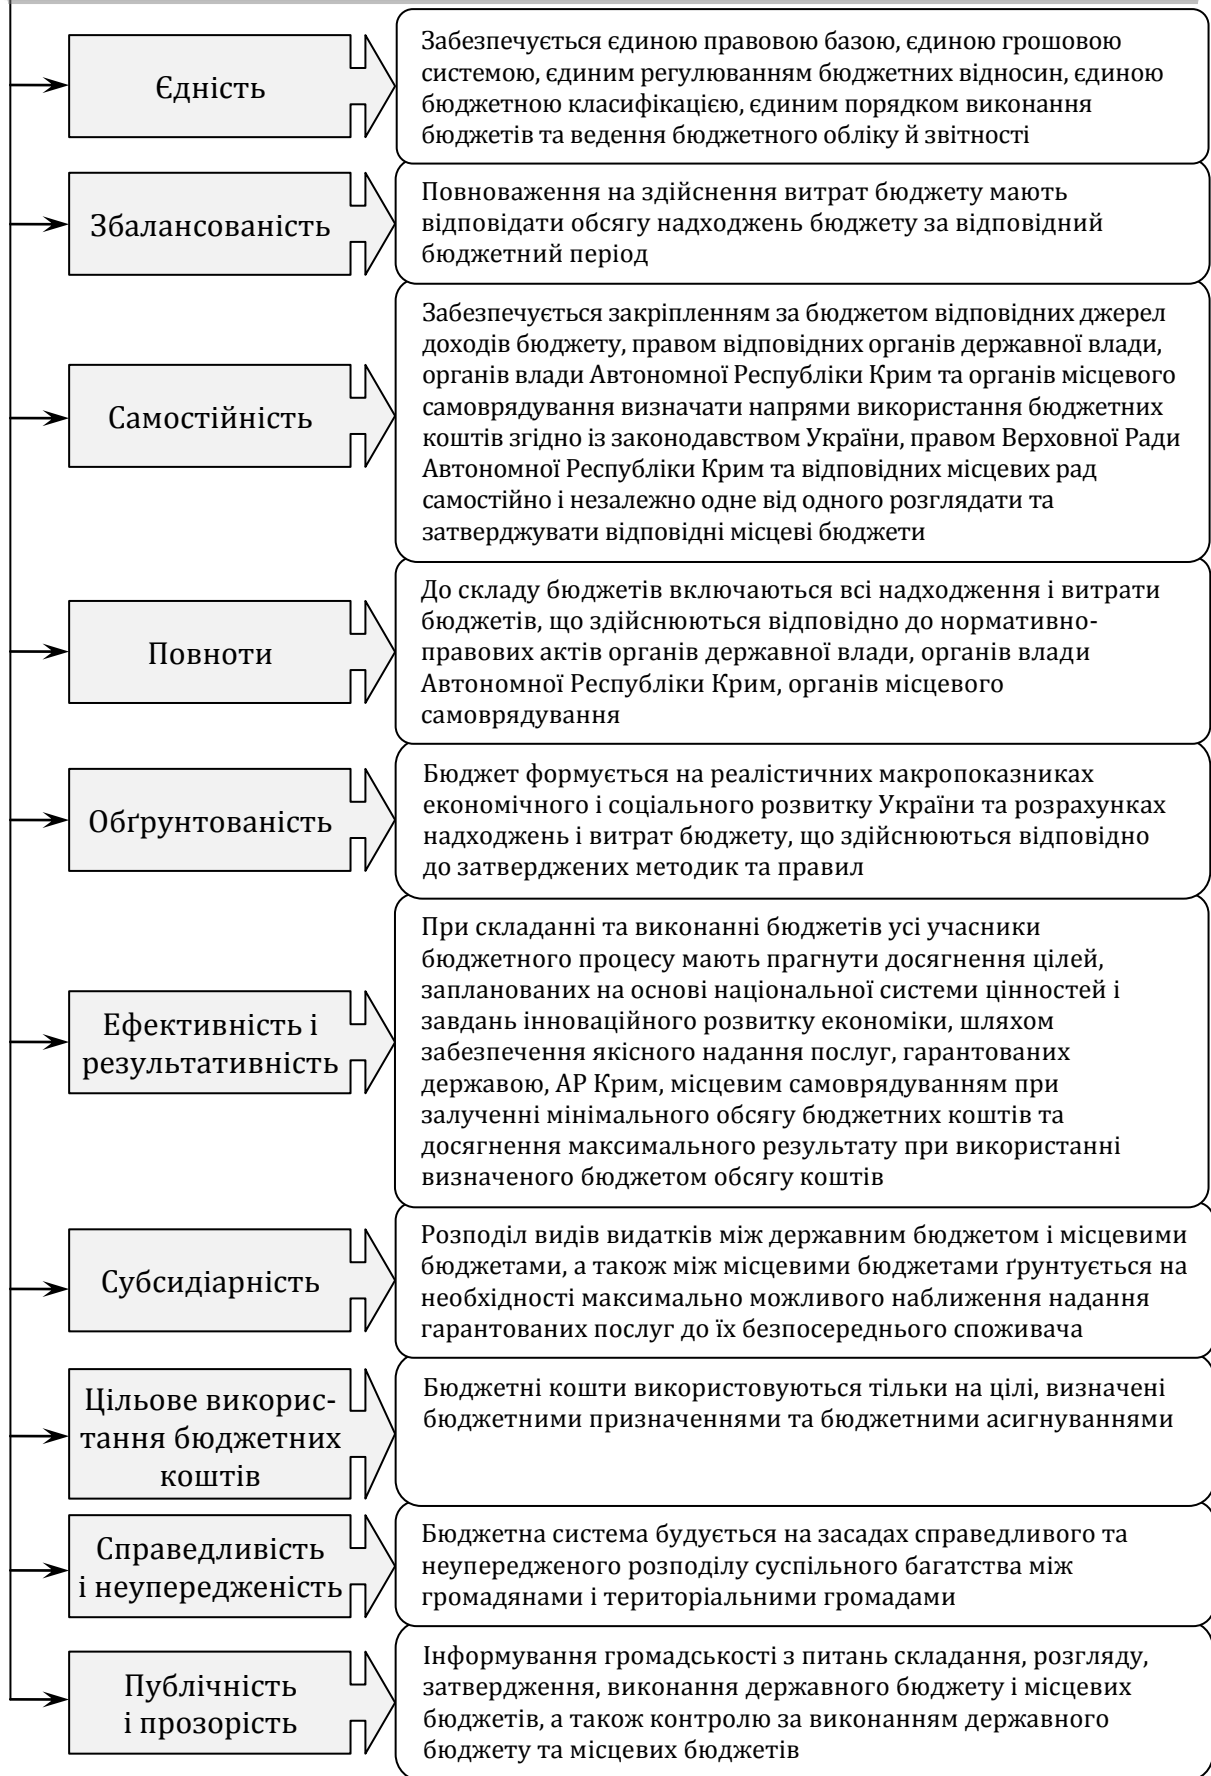 Єдність
Забезпечується єдиною правовою базою, єдиною грошовою
системою, єдиним регулюванням бюджетних відносин, єдиною
бюджетною класифікацією, єдиним порядком виконання
бюджетів та ведення бюджетного обліку й звітності
Збалансованість
Повноваження на здійснення витрат бюджету мають
відповідати обсягу надходжень бюджету за відповідний
бюджетний період
Самостійність
Забезпечується закріпленням за бюджетом відповідних джерел
доходів бюджету, правом відповідних органів державної влади,
органів влади Автономної Республіки Крим та органів місцевого
самоврядування визначати напрями використання бюджетних
коштів згідно із законодавством України, правом Верховної Ради
Автономної Республіки Крим та відповідних місцевих рад
самостійно і незалежно одне від одного розглядати та
затверджувати відповідні місцеві бюджети
Повноти
До складу бюджетів включаються всі надходження і витрати
бюджетів, що здійснюються відповідно до нормативно-
правових актів органів державної влади, органів влади
Автономної Республіки Крим, органів місцевого
самоврядування
Обґрунтованість
Бюджет формується на реалістичних макропоказниках
економічного і соціального розвитку України та розрахунках
надходжень і витрат бюджету, що здійснюються відповідно
до затверджених методик та правил
Ефективність і
результативність
При складанні та виконанні бюджетів усі учасники
бюджетного процесу мають прагнути досягнення цілей,
запланованих на основі національної системи цінностей і
завдань інноваційного розвитку економіки, шляхом
забезпечення якісного надання послуг, гарантованих
державою, АР Крим, місцевим самоврядуванням при
залученні мінімального обсягу бюджетних коштів та
досягнення максимального результату при використанні
визначеного бюджетом обсягу коштів
Субсидіарність
Розподіл видів видатків між державним бюджетом і місцевими
бюджетами, а також між місцевими бюджетами ґрунтується на
необхідності максимально можливого наближення надання
гарантованих послуг до їх безпосереднього споживача
Цільове викорис-
тання бюджетних
коштів
Бюджетні кошти використовуються тільки на цілі, визначені
бюджетними призначеннями та бюджетними асигнуваннями
Справедливість
і неупередженість
Бюджетна система будується на засадах справедливого та
неупередженого розподілу суспільного багатства між
громадянами і територіальними громадами
Публічність
і прозорість
Інформування громадськості з питань складання, розгляду,
затвердження, виконання державного бюджету і місцевих
бюджетів, а також контролю за виконанням державного
бюджету та місцевих бюджетів